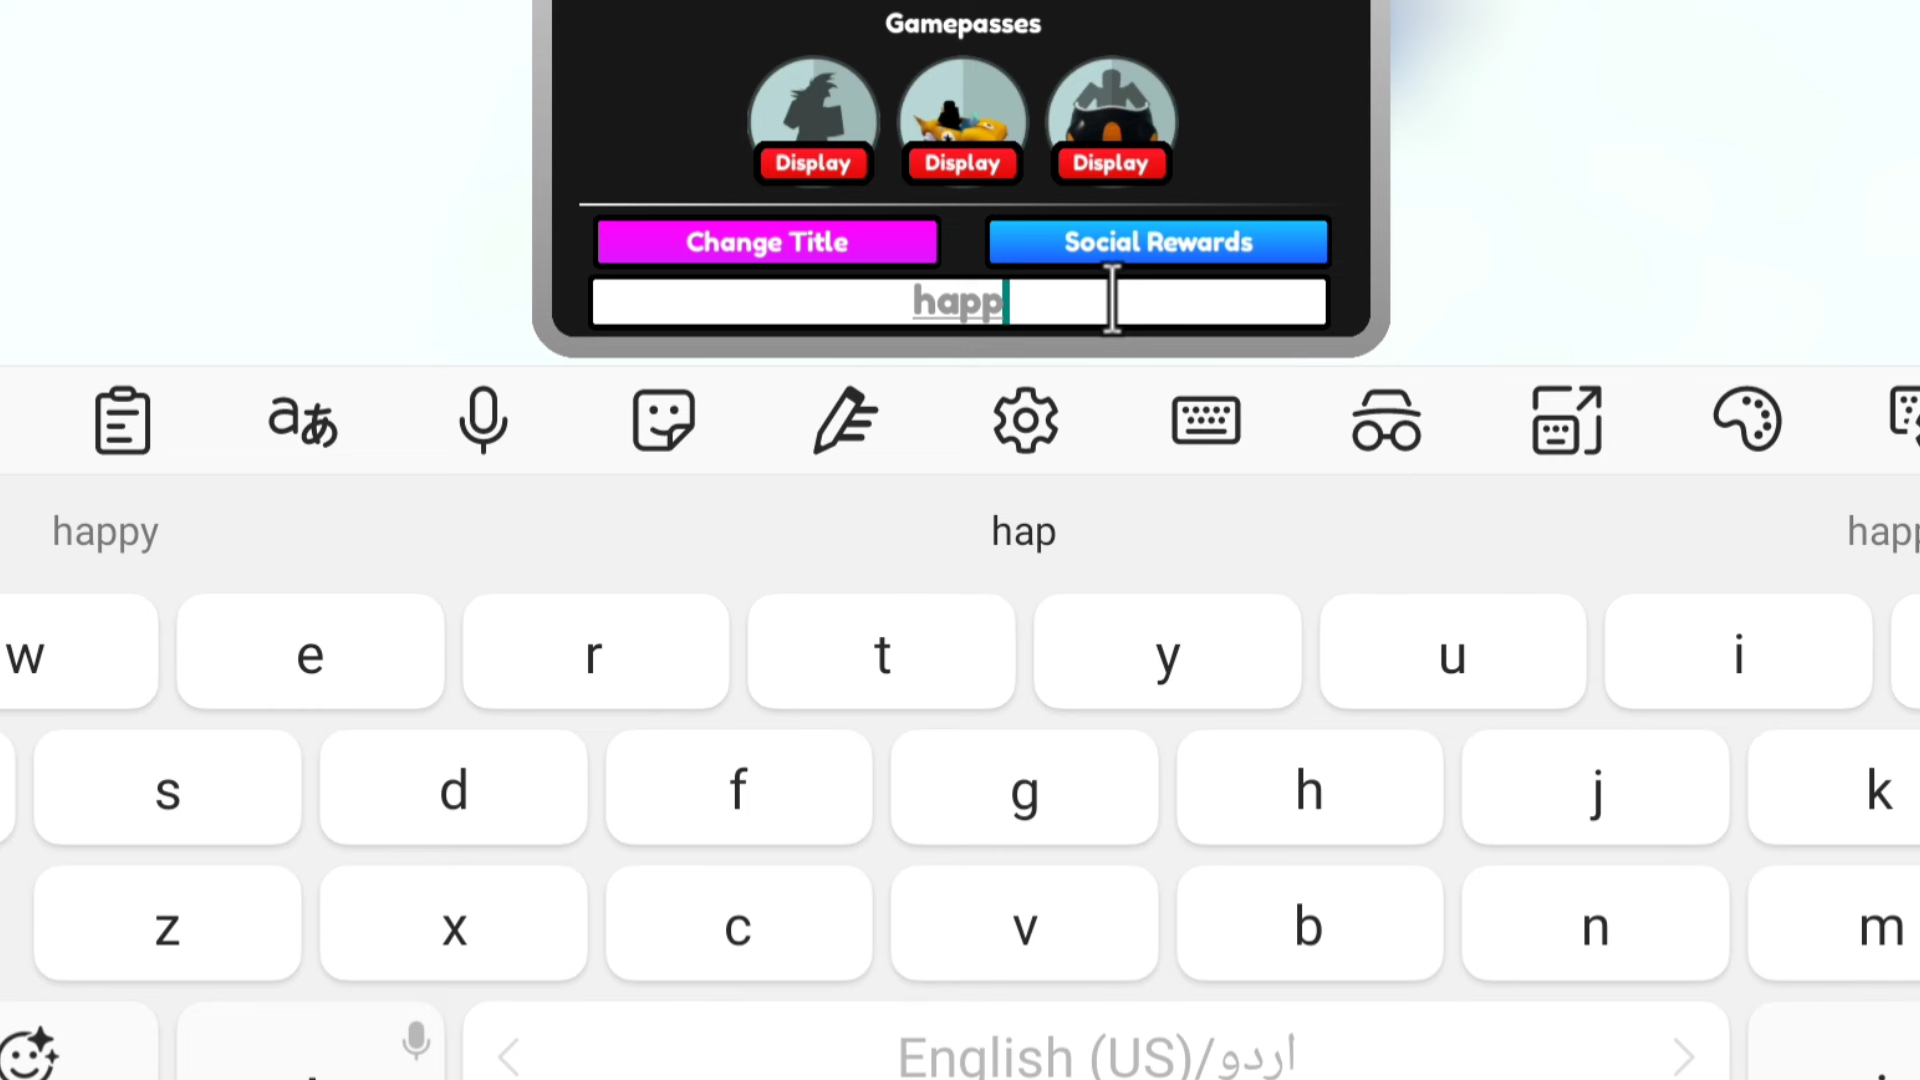 Gamepasses
Display Display Display
Change Title Social Rewards
happ
happy hap
w e r t y u i
s d f g h j k
z x c v b n m
English (US)/اردو